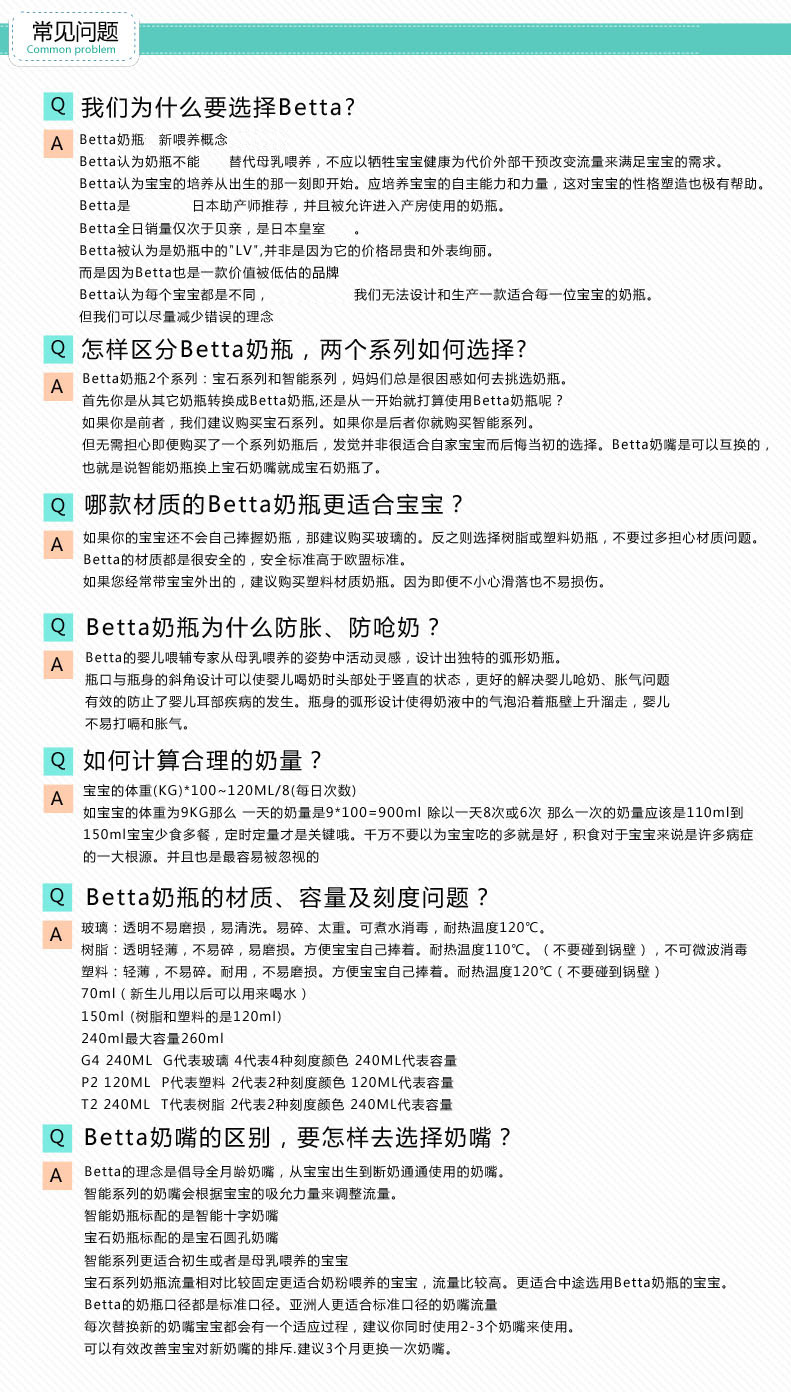 常见问题
Common problem
Q 我们为什么要选择Betta?
A Betta奶瓶 新喂养概念
Betta认为奶瓶不能 替代母乳喂养，不应以牺牲宝宝健康为代价外部干预改变流量来满足宝宝的需求。
Betta认为宝宝的培养从出生的那一刻即开始。应培养宝宝的自主能力和力量，这对宝宝的性格塑造也极有帮助。
Betta是 日本助产师推荐，并且被允许进入产房使用的奶瓶。
Betta全日销量仅次于贝亲，是日本皇室 。
Betta被认为是奶瓶中的"LV",并非是因为它的价格昂贵和外表绚丽。
而是因为Betta也是一款价值被低估的品牌
Betta认为每个宝宝都是不同， 我们无法设计和生产一款适合每一位宝宝的奶瓶。
但我们可以尽量减少错误的理念
Q 怎样区分Betta奶瓶，两个系列如何选择?
A Betta奶瓶2个系列：宝石系列和智能系列，妈妈们总是很困惑如何去挑选奶瓶。
首先你是从其它奶瓶转换成Betta奶瓶,还是从一开始就打算使用Betta奶瓶呢？
如果你是前者，我们建议购买宝石系列。如果你是后者你就购买智能系列。
但无需担心即便购买了一个系列奶瓶后，发觉并非很适合自家宝宝而后悔当初的选择。Betta奶嘴是可以互换的，
也就是说智能奶瓶换上宝石奶嘴就成宝石奶瓶了。
Q 哪款材质的Betta奶瓶更适合宝宝？
A 如果你的宝宝还不会自己捧握奶瓶，那建议购买玻璃的。反之则选择树脂或塑料奶瓶，不要过多担心材质问题。
Betta的材质都是很安全的，安全标准高于欧盟标准。
如果您经常带宝宝外出的，建议购买塑料材质奶瓶。因为即便不小心滑落也不易损伤。
Q Betta奶瓶为什么防胀、防呛奶？
A Betta的婴儿喂辅专家从母乳喂养的姿势中活动灵感，设计出独特的弧形奶瓶。
瓶口与瓶身的斜角设计可以使婴儿喝奶时头部处于竖直的状态，更好的解决婴儿呛奶、胀气问题
有效的防止了婴儿耳部疾病的发生。瓶身的弧形设计使得奶液中的气泡沿着瓶壁上升溜走，婴儿
不易打嗝和胀气。
Q 如何计算合理的奶量？
A 宝宝的体重(KG)*100~120ML/8(每日次数)
如宝宝的体重为9KG那么 一天的奶量是9*100=900ml 除以一天8次或6次 那么一次的奶量应该是110ml到
150ml宝宝少食多餐，定时定量才是关键哦。千万不要以为宝宝吃的多就是好，积食对于宝宝来说是许多病症
的一大根源。并且也是最容易被忽视的
Q Betta奶瓶的材质、容量及刻度问题？
A 玻璃：透明不易磨损，易清洗。易碎、太重。可煮水消毒，耐热温度120℃。
树脂：透明轻薄，不易碎，易磨损。方便宝宝自己捧着。耐热温度110℃。（不要碰到锅壁），不可微波消毒
塑料：轻薄，不易碎。耐用，不易磨损。方便宝宝自己捧着。耐热温度120℃（不要碰到锅壁）
70ml（新生儿用以后可以用来喝水）
150ml (树脂和塑料的是120ml)
240ml最大容量260ml
G4 240ML G代表玻璃 4代表4种刻度颜色 240ML代表容量
P2 120ML P代表塑料 2代表2种刻度颜色 120ML代表容量
T2 240ML T代表树脂 2代表2种刻度颜色 240ML代表容量
Q Betta奶嘴的区别，要怎样去选择奶嘴？
A Betta的理念是倡导全月龄奶嘴，从宝宝出生到断奶通通使用的奶嘴。
智能系列的奶嘴会根据宝宝的吸允力量来调整流量。
智能奶瓶标配的是智能十字奶嘴
宝石奶瓶标配的是宝石圆孔奶嘴
智能系列更适合初生或者是母乳喂养的宝宝
宝石系列奶瓶流量相对比较固定更适合奶粉喂养的宝宝，流量比较高。更适合中途选用Betta奶瓶的宝宝。
Betta的奶瓶口径都是标准口径。亚洲人更适合标准口径的奶嘴流量
每次替换新的奶嘴宝宝都会有一个适应过程，建议你同时使用2-3个奶嘴来使用。
可以有效改善宝宝对新奶嘴的排斥.建议3个月更换一次奶嘴。